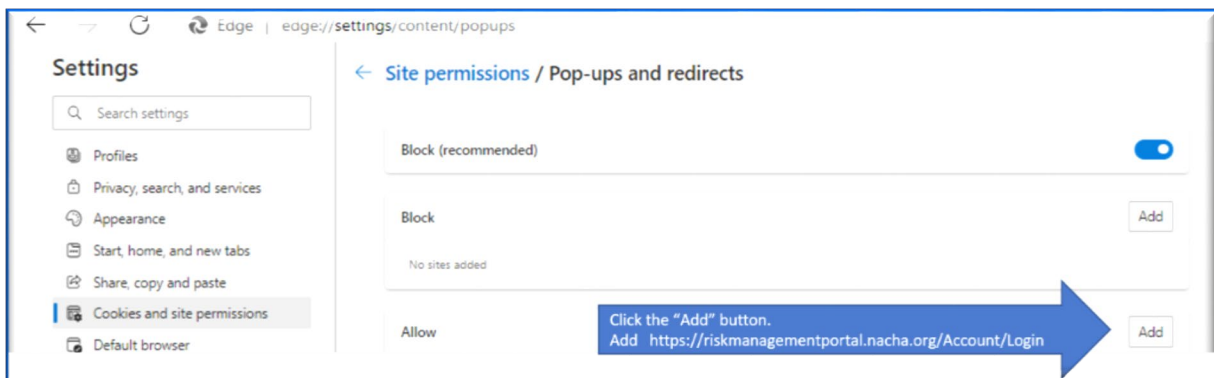 Edge | edge://settings/content/popups
Settings
Search settings
Profiles
Privacy, search, and services
Appearance
Start, home, and new tabs
Share, copy and paste
Cookies and site permissions
Default browser
Site permissions / Pop-ups and redirects
Block (recommended)
Block
Add
No sites added
Allow
Click the “Add” button.
Add https://riskmanagementportal.nacha.org/Account/Login
Add